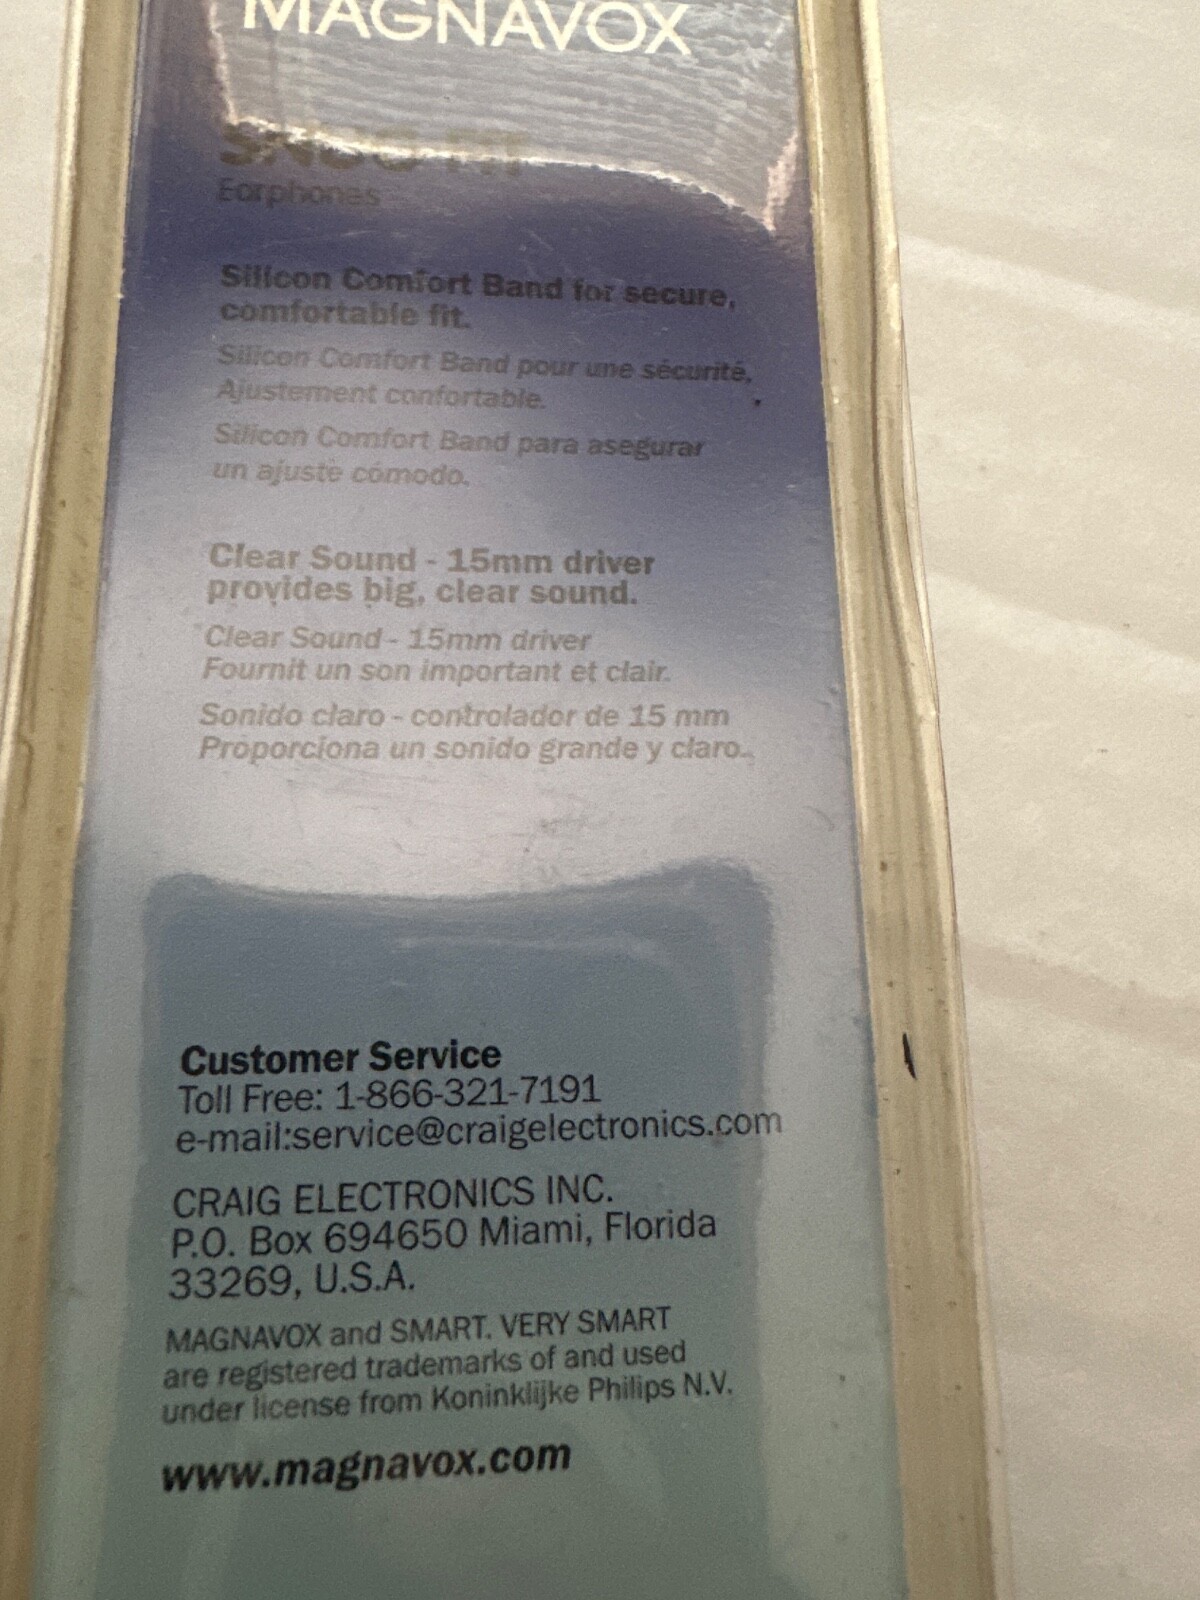 MAGNAVOX
SNUG FIT
Earphones
Silicon Comfort Band for secure,
comfortable fit.
Silicon Comfort Band pour une sécurité,
Ajustement confortable.
Silicon Comfort Band para asegurar
un ajuste cómodo.
Clear Sound - 15mm driver
provides big, clear sound.
Clear Sound - 15mm driver
Fournit un son important et clair.
Sonido claro - controlador de 15 mm
Proporciona un sonido grande y claro..
Customer Service
Toll Free: 1-866-321-7191
e-mail:service@craigelectronics.com
CRAIG ELECTRONICS INC.
P.O. Box 694650 Miami, Florida
33269, U.S.A.
MAGNAVOX and SMART. VERY SMART
are registered trademarks of and used
under license from Koninklijke Philips N.V.
www.magnavox.com